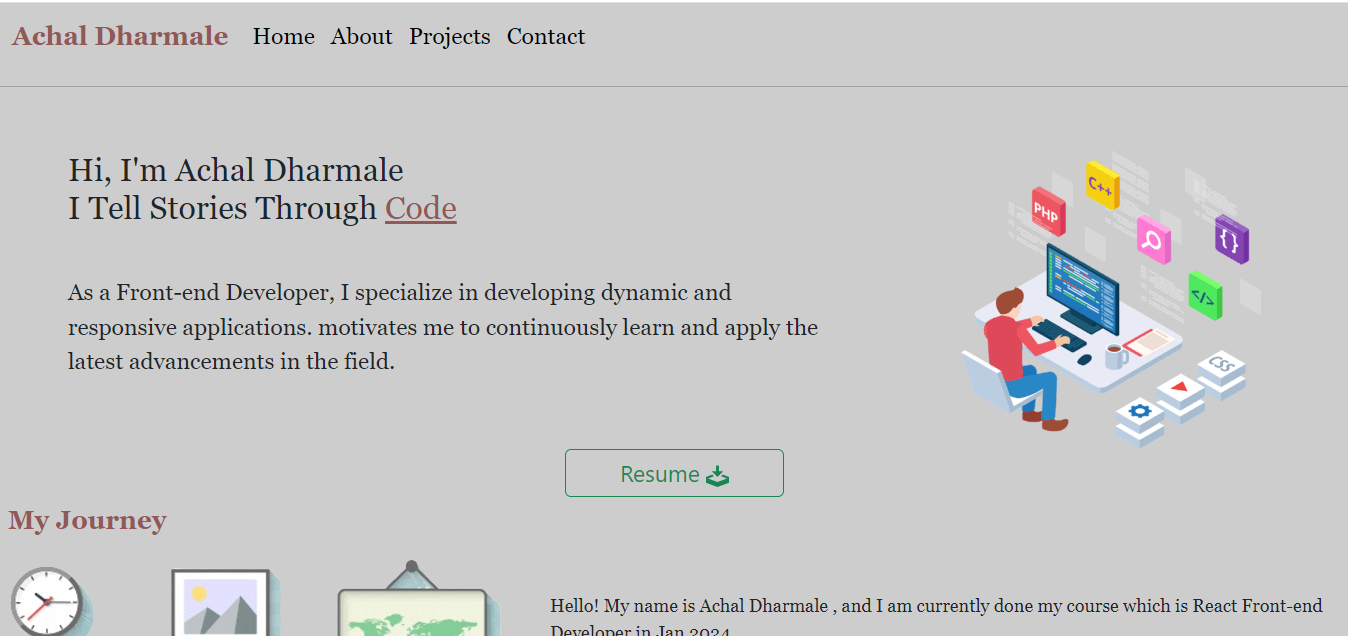 Achal Dharmale Home About Projects Contact
Hi, I'm Achal Dharmale
I Tell Stories Through Code
As a Front-end Developer, I specialize in developing dynamic and
responsive applications. motivates me to continuously learn and apply the
latest advancements in the field.
C++
PHP
{ }
</>
CSS
Resume
My Journey
Hello! My name is Achal Dharmale , and I am currently done my course which is React Front-end
Developer in Jan 2024